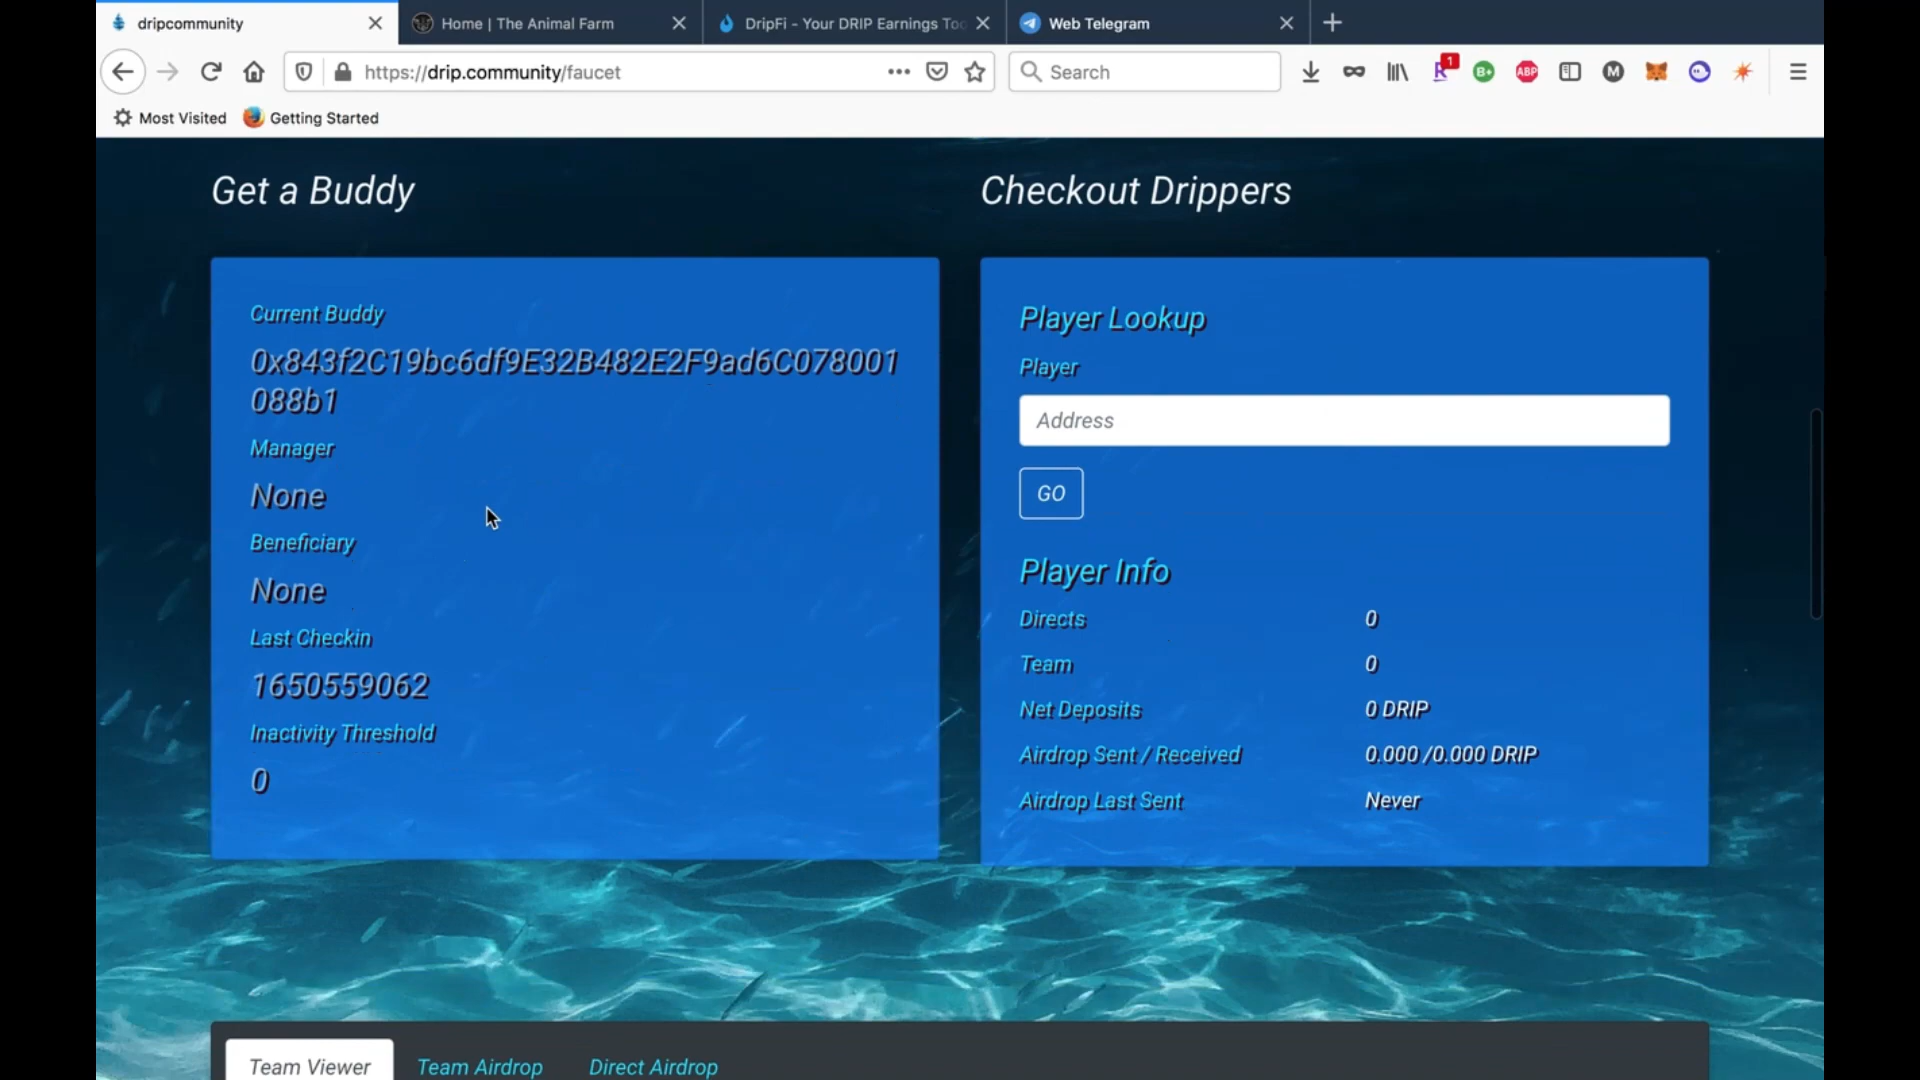 dripcommunity
Home | The Animal Farm
DripFi - Your DRIP Earnings Too
Web Telegram
https://drip.community/faucet
Search
1
B+
ABP
M
Most Visited
Getting Started
Get a Buddy
Checkout Drippers
Current Buddy
0x843f2C19bc6df9E32B482E2F9ad6C078001
088b1
Manager
None
Beneficiary
None
Last Checkin
1650559062
Inactivity Threshold
0
Player Lookup
Player
Address
GO
Player Info
Directs 0
Team 0
Net Deposits 0 DRIP
Airdrop Sent / Received 0.000 /0.000 DRIP
Airdrop Last Sent Never
Team Viewer
Team Airdrop
Direct Airdrop